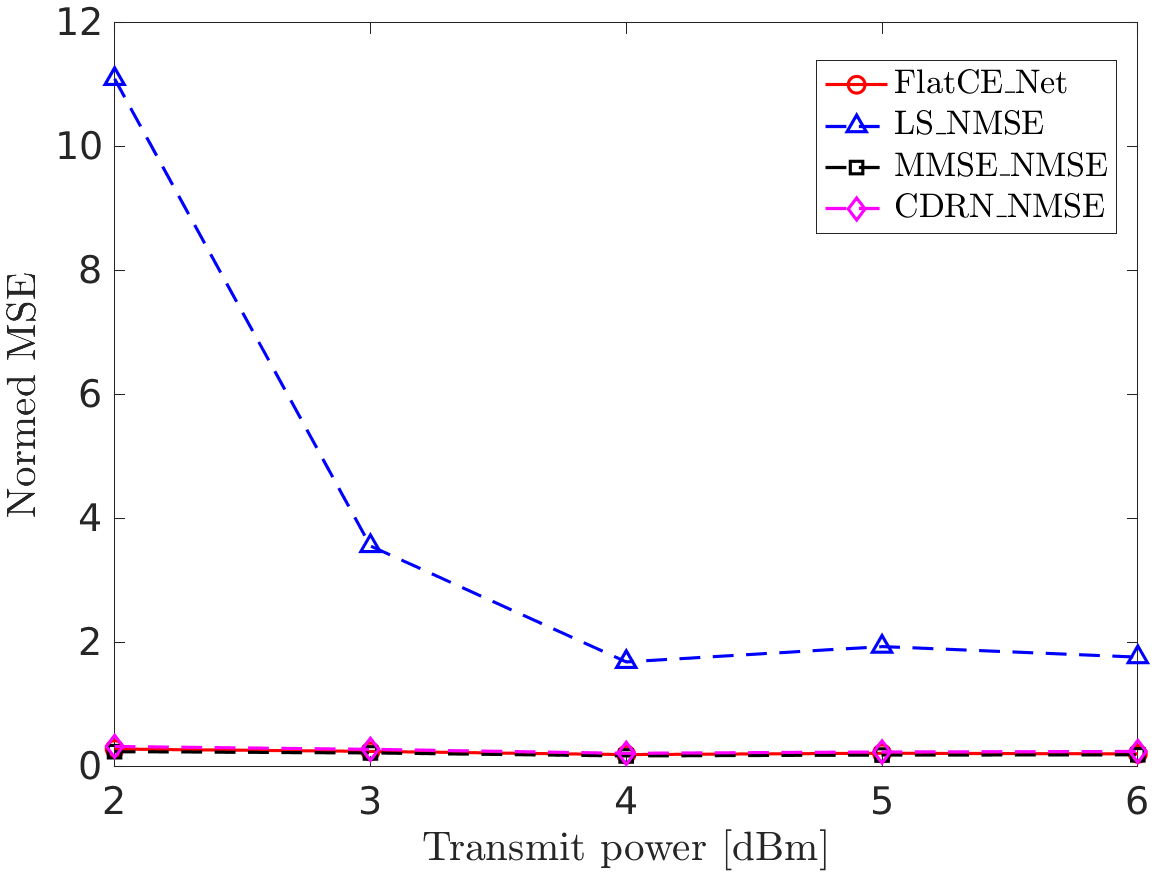 12
10
8
6
4
2
0
Normed MSE
FlatCE_Net
LS_NMSE
MMSE_NMSE
CDRN_NMSE
2 3 4 5 6
Transmit power [dBm]